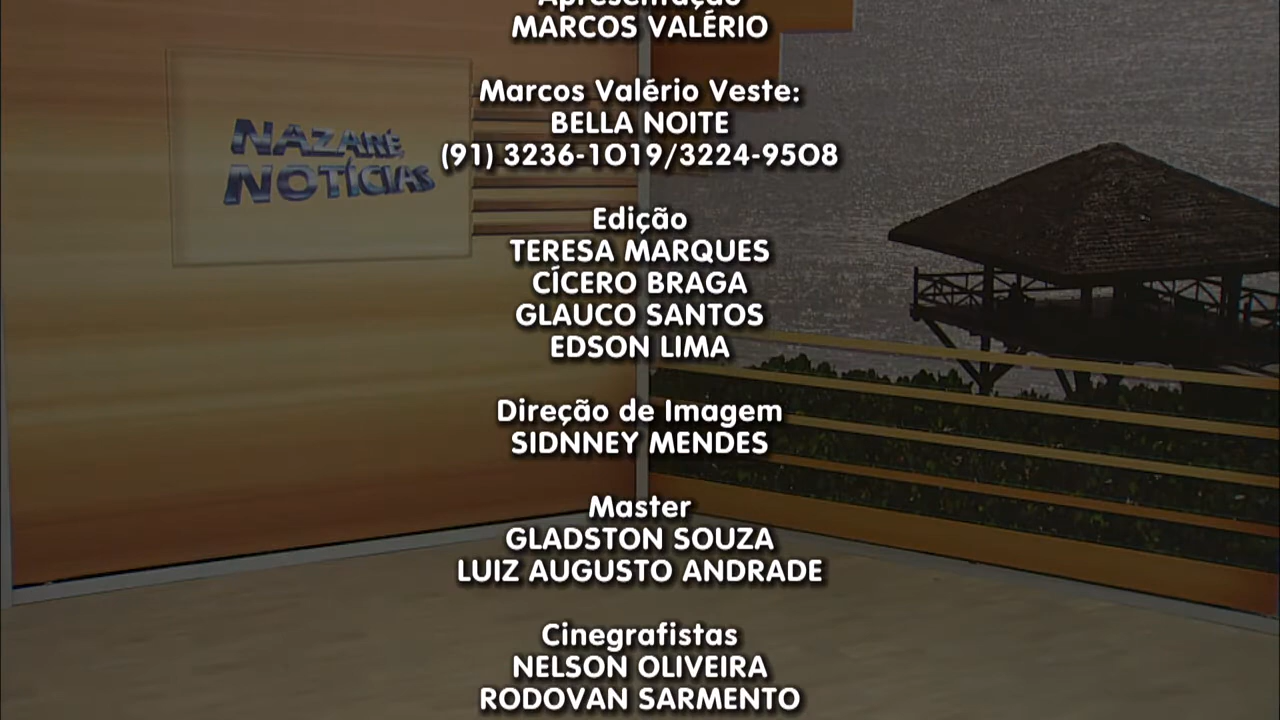 Apresentação
MARCOS VALÉRIO
Marcos Valério Veste:
BELLA NOITE
(91) 3236-1019/3224-9508
NAZARÉ
NOTÍCIAS
Edição
TERESA MARQUES
CÍCERO BRAGA
GLAUCO SANTOS
EDSON LIMA
Direção de Imagem
SIDNNEY MENDES
Master
GLADSTON SOUZA
LUIZ AUGUSTO ANDRADE
Cinegrafistas
NELSON OLIVEIRA
RODOVAN SARMENTO